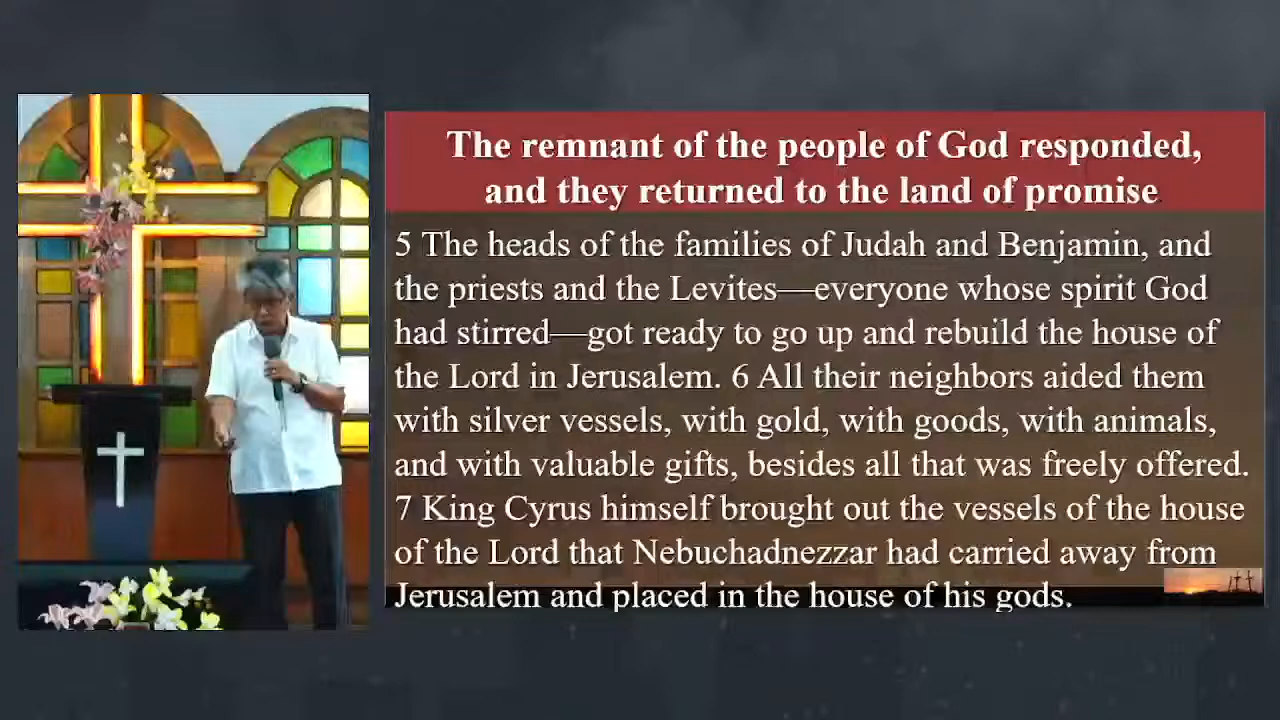 The remnant of the people of God responded,
and they returned to the land of promise
5 The heads of the families of Judah and Benjamin, and
the priests and the Levites—everyone whose spirit God
had stirred—got ready to go up and rebuild the house of
the Lord in Jerusalem. 6 All their neighbors aided them
with silver vessels, with gold, with goods, with animals,
and with valuable gifts, besides all that was freely offered.
7 King Cyrus himself brought out the vessels of the house
of the Lord that Nebuchadnezzar had carried away from
Jerusalem and placed in the house of his gods.